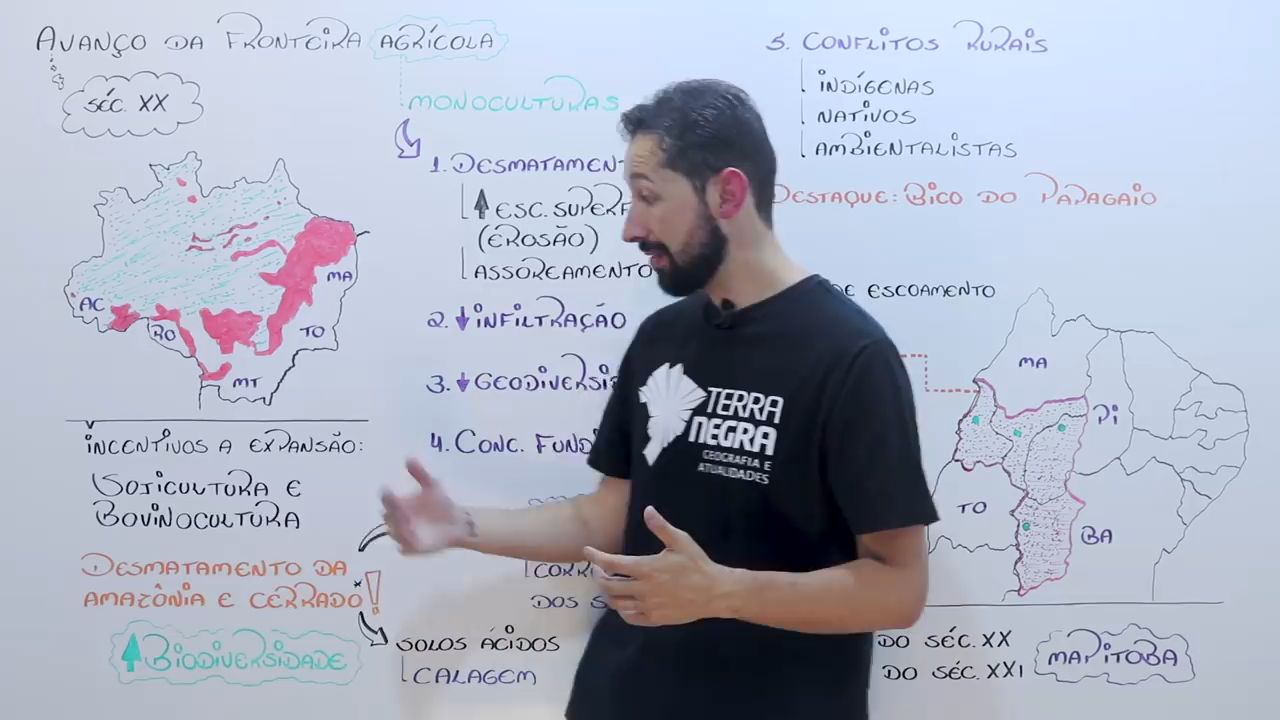 AVANÇO DA FRONTEIRA AGRÍCOLA
SÉC. XX
MONOCULTURAS
AC
RO
MT
TO
MA
INCENTIVOS A EXPANSÃO:
SOJICULTURA E
BOVINOCULTURA
DESMATAMENTO DA
AMAZÔNIA E CERRADO*!
BIODIVERSIDADE
1. DESMATAMENT
ESC. SUPERF
(EROSÃO)
ASSOREAMENTO
2. INFILTRAÇÃO
3. GEODIVERSI
4. CONC. FUNDI
DOS S
SOLOS ÁCIDOS
CALAGEM
TERRA
NEGRA
GEOGRAFIA E
ATUALIDADES
5. CONFLITOS RURAIS
INDÍGENAS
NATIVOS
AMBIENTALISTAS
DESTAQUE: BICO DO PAPAGAIO
DE ESCOAMENTO
MA
PI
TO
BA
DO SÉC. XX
DO SÉC. XXI
MAPITOBA